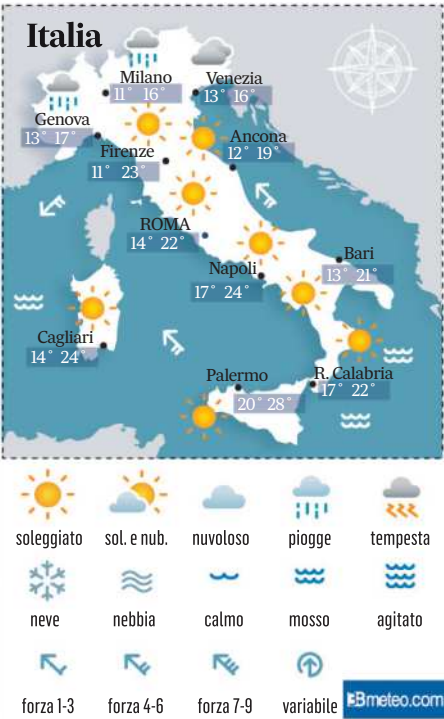 Italia
Milano
11° 16°
Venezia
13° 16°
Genova
13° 17°
Ancona
12° 19°
Firenze
11° 23°
ROMA
14° 22°
Bari
13° 21°
Napoli
17° 24°
Cagliari
14° 24°
Palermo
20° 28°
R. Calabria
17° 22°
soleggiato sol. e nub. nuvoloso piogge tempesta
neve nebbia calmo mosso agitato
forza 1-3 forza 4-6 forza 7-9 variabile
3Bmeteo.com